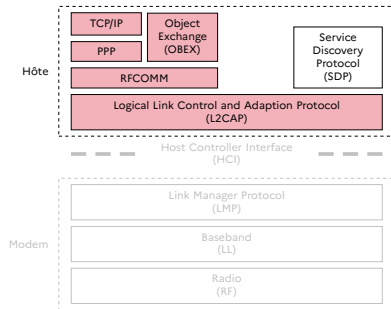 TCP/IP
Object
Exchange
(OBEX)
PPP
RFCOMM
Service
Discovery
Protocol
(SDP)
Hôte
Logical Link Control and Adaption Protocol
(L2CAP)
Host Controller Interface
(HCI)
Link Manager Protocol
(LMP)
Modem
Baseband
(LL)
Radio
(RF)